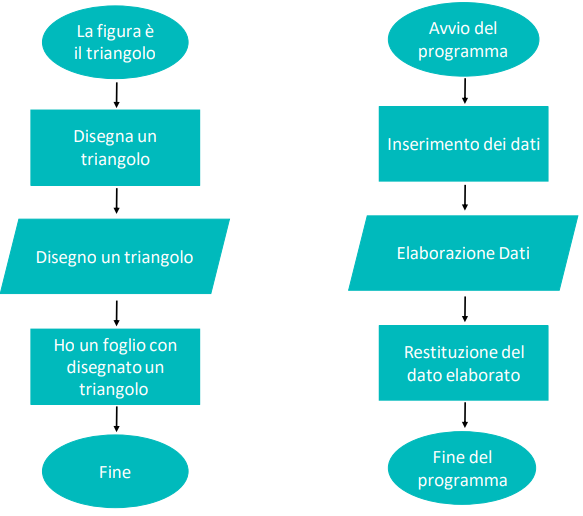 La figura è
il triangolo
Disegna un
triangolo
Disegno un triangolo
Ho un foglio con
disegnato un
triangolo
Fine
Avvio del
programma
Inserimento dei dati
Elaborazione Dati
Restituzione del
dato elaborato
Fine del
programma